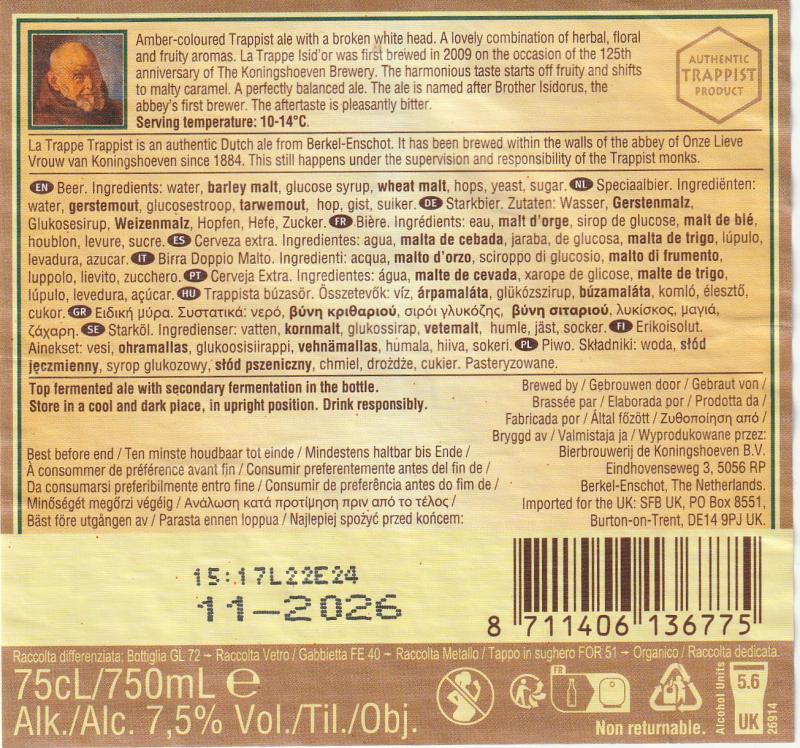 Amber-coloured Trappist ale with a broken white head. A lovely combination of herbal, floral
and fruity aromas. La Trappe Isid'or was first brewed in 2009 on the occasion of the 125th
anniversary of The Koningshoeven Brewery. The harmonious taste starts off fruity and shifts
to malty caramel. A perfectly balanced ale. The ale is named after Brother Isidorus, the
abbey's first brewer. The aftertaste is pleasantly bitter.
Serving temperature: 10-14°C.
AUTHENTIC
TRAPPIST
PRODUCT
La Trappe Trappist is an authentic Dutch ale from Berkel-Enschot. It has been brewed within the walls of the abbey of Onze Lieve
Vrouw van Koningshoeven since 1884. This still happens under the supervision and responsibility of the Trappist monks.
EN Beer. Ingredients: water, barley malt, glucose syrup, wheat malt, hops, yeast, sugar. NL Speciaalbier. Ingrediënten:
water, gerstemout, glucosestroop, tarwemout, hop, gist, suiker. DE Starkbier. Zutaten: Wasser, Gerstenmalz,
Glukosesirup, Weizenmalz, Hopfen, Hefe, Zucker. FR Bière. Ingrédients: eau, malt d'orge, sirop de glucose, malt de blé,
houblon, levure, sucre. ES Cerveza extra. Ingredientes: agua, malta de cebada, jaraba, de glucosa, malta de trigo, lúpulo,
levadura, azucar. IT Birra Doppio Malto. Ingredienti: acqua, malto d'orzo, sciroppo di glucosio, malto di frumento,
luppolo, lievito, zucchero. PT Cerveja Extra. Ingredientes: água, malte de cevada, xarope de glicose, malte de trigo,
lúpulo, levedura, açúcar. HU Trappista búzasör. Összetevők: víz, árpamaláta, glükózszirup, búzamaláta, komló, élesztő,
cukor. GR Ειδική μύρα. Συστατικά: νερό, βύνη κριθαριού, σιρόι γλυκόζης, βύνη σιταριού, λυκίσκος, μαγιά,
ζάχαρη. SE Starköl. Ingredienser: vatten, kornmalt, glukossirap, vetemalt, humle, jäst, socker. FI Erikoisolut.
Ainekset: vesi, ohramallas, glukoosisiirappi, vehnämallas, humala, hiiva, sokeri. PL Piwo. Składniki: woda, słód
jęczmienny, syrop glukozowy, słód pszeniczny, chmiel, drożdże, cukier. Pasteryzowane.
Top fermented ale with secondary fermentation in the bottle.
Store in a cool and dark place, in upright position. Drink responsibly.
Best before end / Ten minste houdbaar tot einde / Mindestens haltbar bis Ende /
À consommer de préférence avant fin / Consumir preferentemente antes del fin de /
Da consumarsi preferibilmente entro fine / Consumir de preferência antes do fim de /
Minőségét megőrzi végéig / Ανάλωση κατά προτίμηση πριν από το τέλος /
Bäst före utgången av / Parasta ennen loppua / Najlepiej spożyć przed końcem:
Brewed by / Gebrouwen door / Gebraut von /
Brassée par / Elaborada por / Prodotta da /
Fabricada por / Által főzött / Ζυθοποίηση από /
Bryggd av / Valmistaja ja / Wyprodukowane przez:
Bierbrouwerij de Koningshoeven B.V.
Eindhovenseweg 3, 5056 RP
Berkel-Enschot, The Netherlands.
Imported for the UK: SFB UK, PO Box 8551,
Burton-on-Trent, DE14 9PJ UK.
15:17L22E24
11-2026
8 711406 136775
Raccolta differenziata: Bottiglia GL 72 → Raccolta Vetro / Gabbietta FE 40 → Raccolta Metallo / Tappo in sughero FOR 51 → Organico / Raccolta dedicata.
75cL/750mL e
Alk./Alc. 7,5% Vol./Til./Obj.
FR
Non returnable.
Alcohol Units
5.6
UK
26914